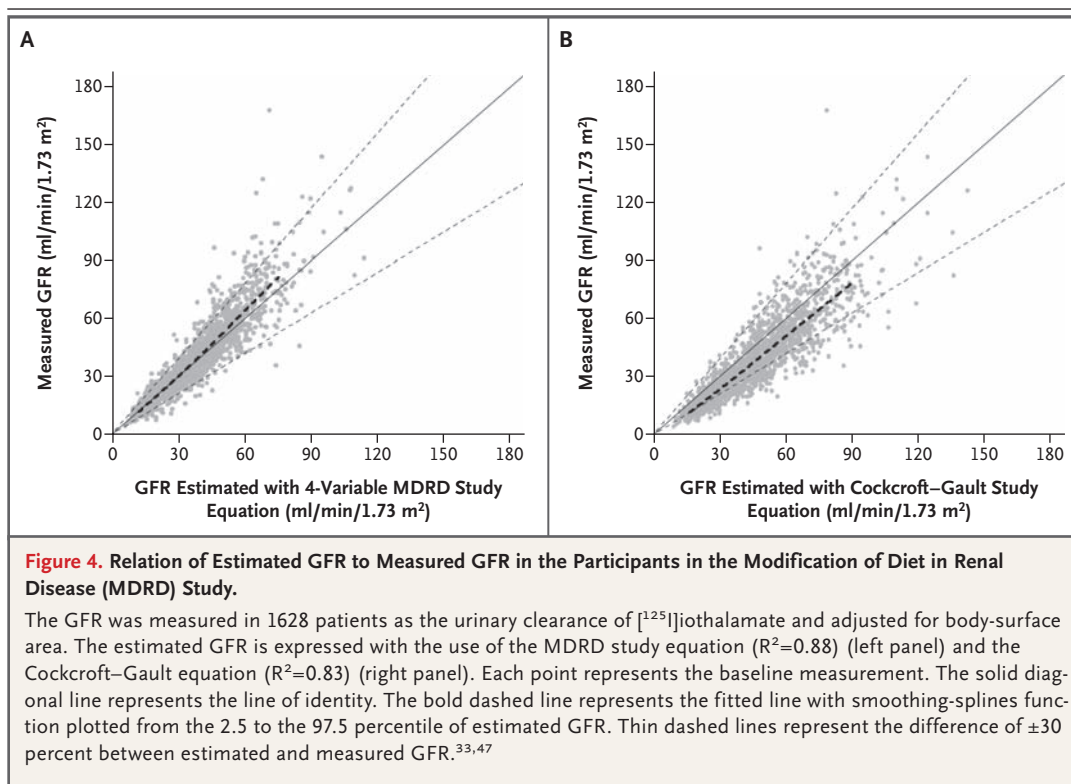 A
180
150
120
90
60
30
0
Measured GFR (ml/min/1.73 m²)
0 30 60 90 120 150 180
GFR Estimated with 4-Variable MDRD Study
Equation (ml/min/1.73 m²)
B
180
150
120
90
60
30
0
Measured GFR (ml/min/1.73 m²)
0 30 60 90 120 150 180
GFR Estimated with Cockcroft–Gault Study
Equation (ml/min/1.73 m²)
Figure 4. Relation of Estimated GFR to Measured GFR in the Participants in the Modification of Diet in Renal
Disease (MDRD) Study.
The GFR was measured in 1628 patients as the urinary clearance of [¹²⁵I]iothalamate and adjusted for body-surface
area. The estimated GFR is expressed with the use of the MDRD study equation (R²=0.88) (left panel) and the
Cockcroft–Gault equation (R²=0.83) (right panel). Each point represents the baseline measurement. The solid diag-
onal line represents the line of identity. The bold dashed line represents the fitted line with smoothing-splines func-
tion plotted from the 2.5 to the 97.5 percentile of estimated GFR. Thin dashed lines represent the difference of ±30
percent between estimated and measured GFR.³³,⁴⁷